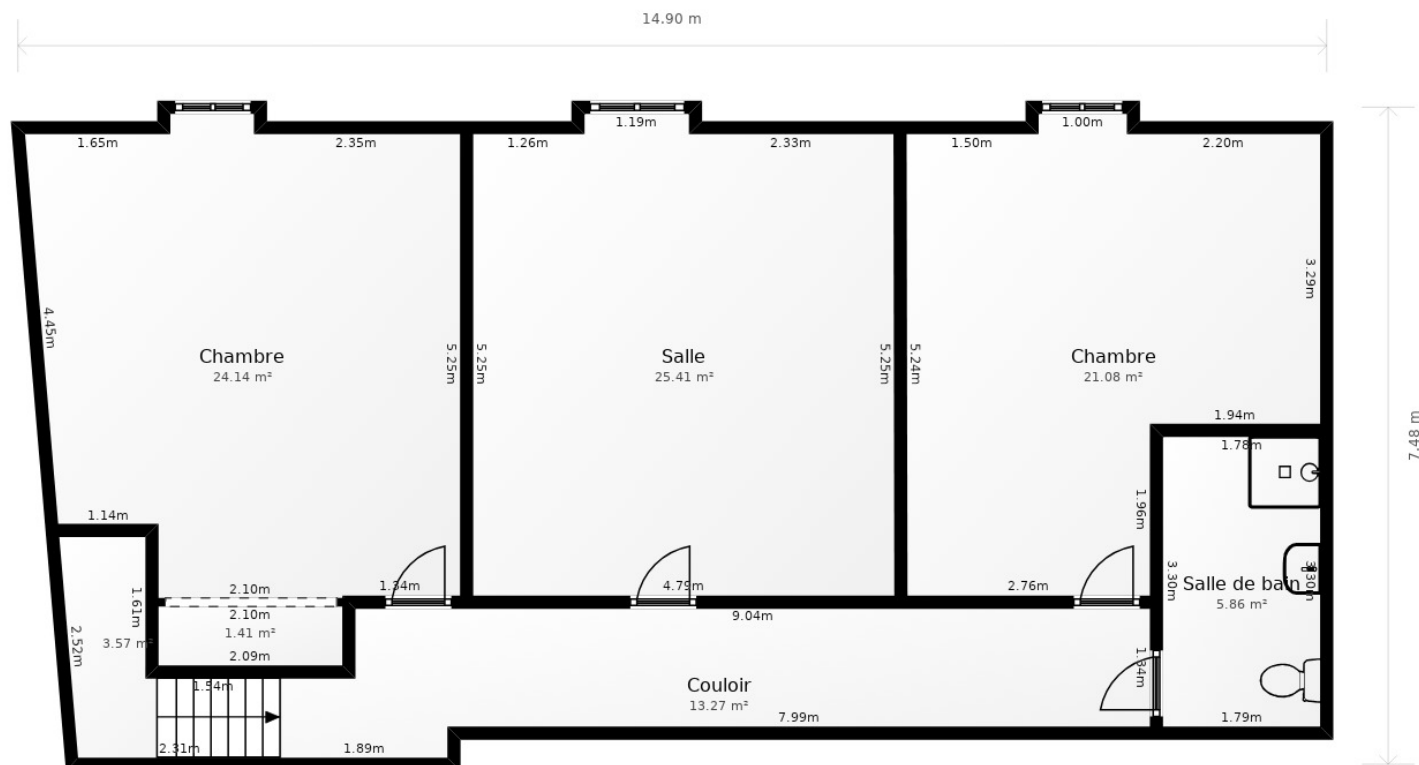 14.90 m
1.19m
1.00m
1.65m
2.35m
1.26m
2.33m
1.50m
2.20m
3.29m
4.45m
5.25m
5.25m
5.25m
5.24m
Chambre
24.14 m²
Salle
25.41 m²
Chambre
21.08 m²
7.48 m
1.94m
1.78m
1.14m
1.96m
2.10m
1.34m
4.79m
2.76m
3.30m
Salle de bain
3.30m
5.86 m²
1.61m
2.10m
9.04m
1.41 m²
3.57 m²
2.52m
2.09m
1.34m
1.54m
Couloir
13.27 m²
7.99m
1.79m
2.31m
1.89m